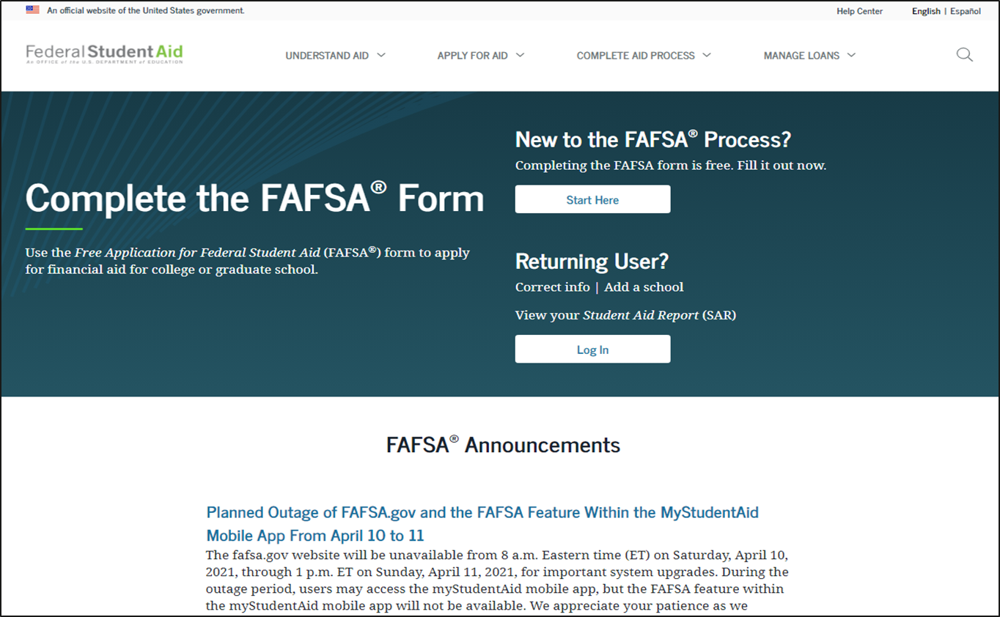 An official website of the United States government.
Help Center English | Español
FederalStudentAid
An OFFICE of the U.S. DEPARTMENT of EDUCATION
UNDERSTAND AID APPLY FOR AID COMPLETE AID PROCESS MANAGE LOANS
Complete the FAFSA® Form
Use the Free Application for Federal Student Aid (FAFSA®) form to apply
for financial aid for college or graduate school.
New to the FAFSA® Process?
Completing the FAFSA form is free. Fill it out now.
Start Here
Returning User?
Correct info | Add a school
View your Student Aid Report (SAR)
Log In
FAFSA® Announcements
Planned Outage of FAFSA.gov and the FAFSA Feature Within the MyStudentAid
Mobile App From April 10 to 11
The fafsa.gov website will be unavailable from 8 a.m. Eastern time (ET) on Saturday, April 10,
2021, through 1 p.m. ET on Sunday, April 11, 2021, for important system upgrades. During the
outage period, users may access the myStudentAid mobile app, but the FAFSA feature within
the myStudentAid mobile app will not be available. We appreciate your patience as we